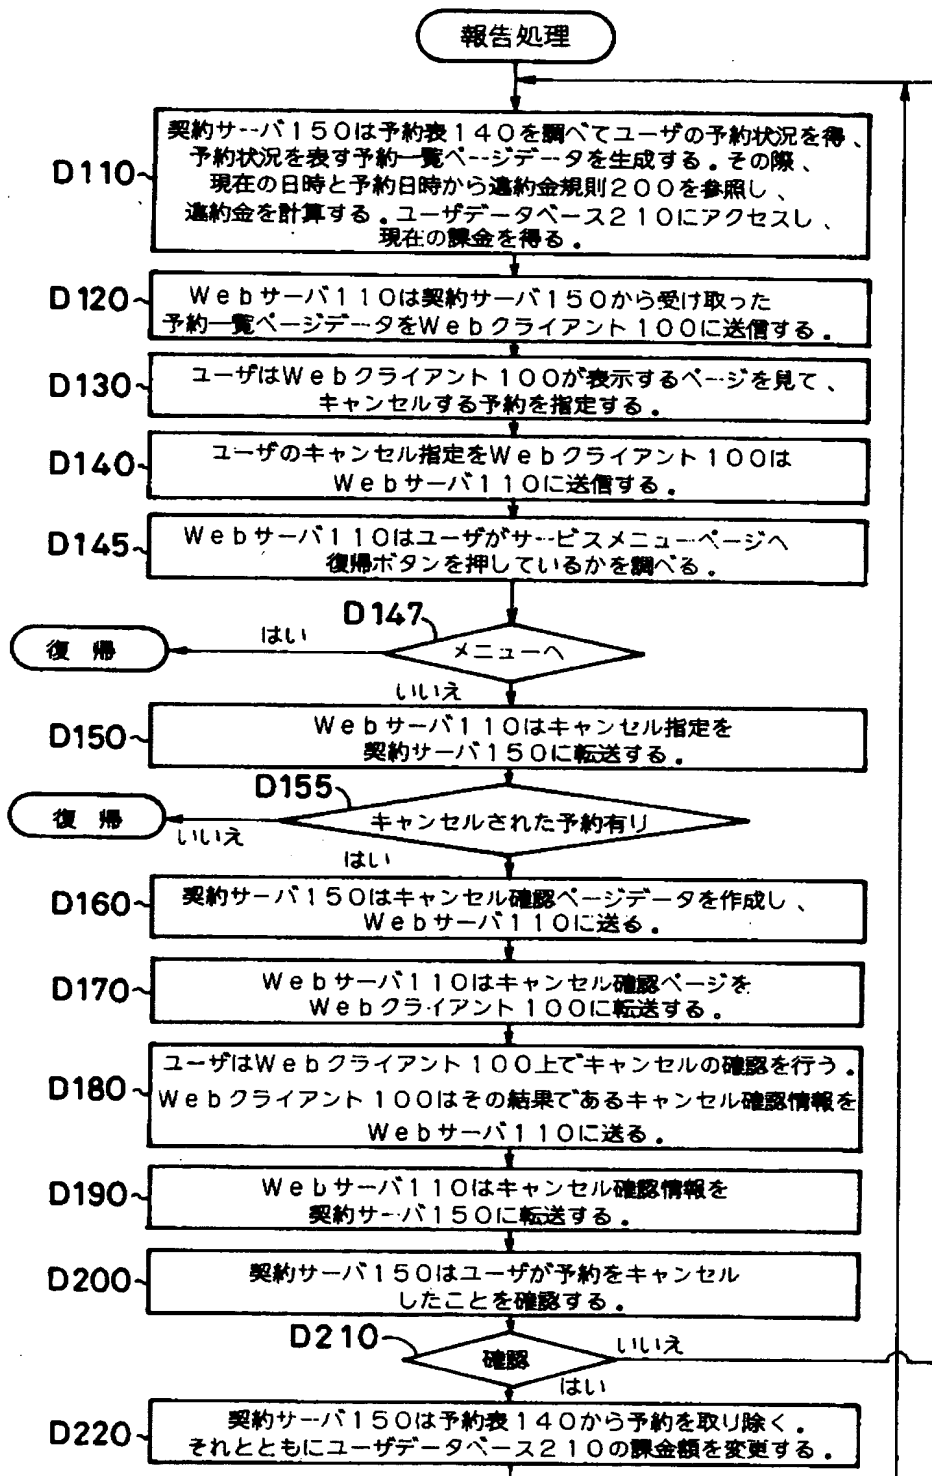 報告処理
D110
契約サーバ150は予約表140を調べてユーザの予約状況を得、
予約状況を表す予約一覧ページデータを生成する。その際、
現在の日時と予約日時から違約金規則200を参照し、
違約金を計算する。ユーザデータベース210にアクセスし、
現在の課金を得る。
D120
Webサーバ110は契約サーバ150から受け取った
予約一覧ページデータをWebクライアント100に送信する。
D130
ユーザはWebクライアント100が表示するページを見て、
キャンセルする予約を指定する。
D140
ユーザのキャンセル指定をWebクライアント100は
Webサーバ110に送信する。
D145
Webサーバ110はユーザがサービスメニューページへ
復帰ボタンを押しているかを調べる。
D147
メニューへ
はい
復帰
いいえ
D150
Webサーバ110はキャンセル指定を
契約サーバ150に転送する。
D155
キャンセルされた予約有り
いいえ
復帰
はい
D160
契約サーバ150はキャンセル確認ページデータを作成し、
Webサーバ110に送る。
D170
Webサーバ110はキャンセル確認ページを
Webクライアント100に転送する。
D180
ユーザはWebクライアント100上でキャンセルの確認を行う。
Webクライアント100はその結果であるキャンセル確認情報を
Webサーバ110に送る。
D190
Webサーバ110はキャンセル確認情報を
契約サーバ150に転送する。
D200
契約サーバ150はユーザが予約をキャンセル
したことを確認する。
D210
確認
いいえ
はい
D220
契約サーバ150は予約表140から予約を取り除く。
それとともにユーザデータベース210の課金額を変更する。